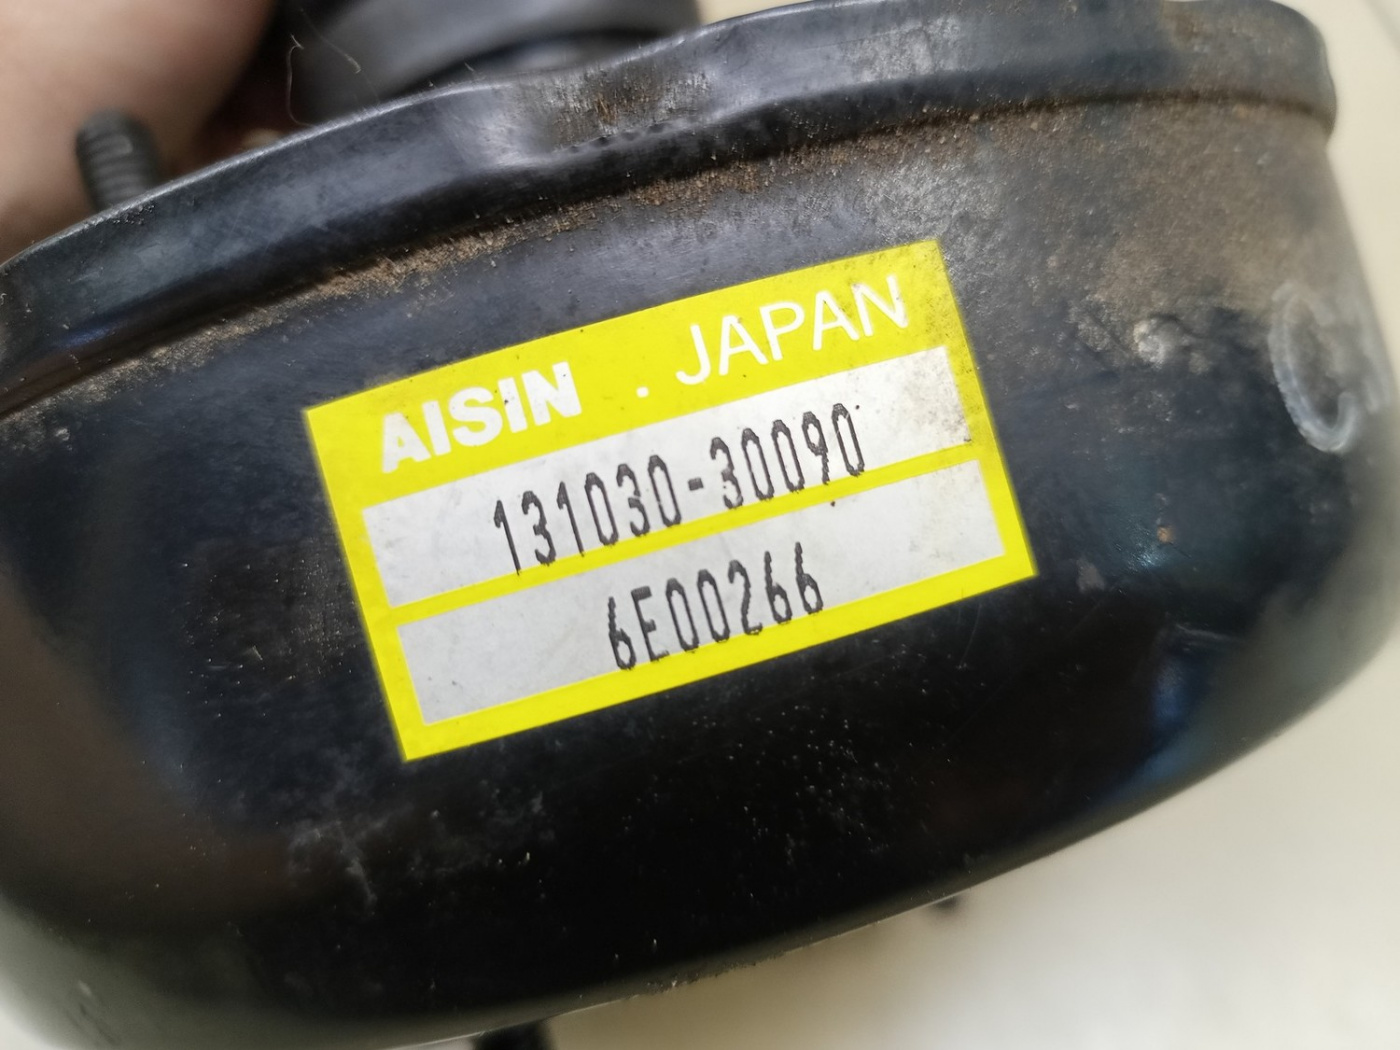 AISIN . JAPAN
131030-30090
6E00266
C